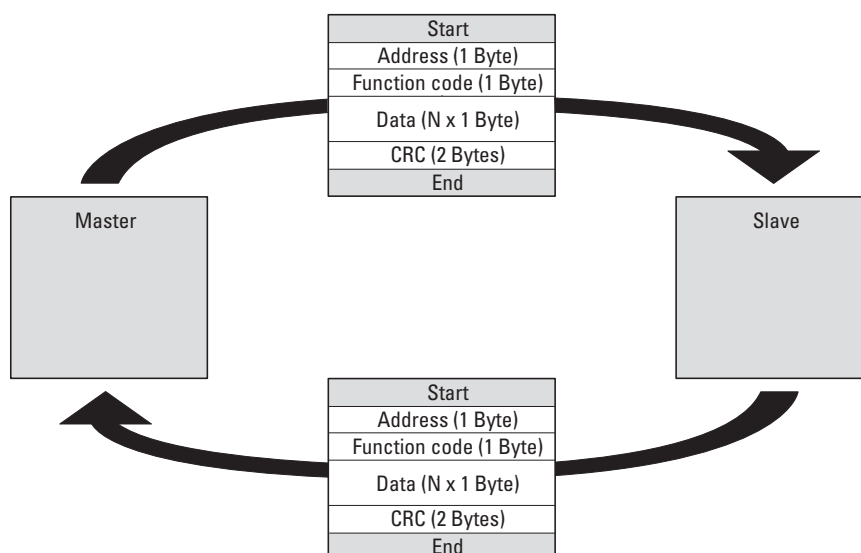 Start
Address (1 Byte)
Function code (1 Byte)
Data (N x 1 Byte)
CRC (2 Bytes)
End
Master
Slave
Start
Address (1 Byte)
Function code (1 Byte)
Data (N x 1 Byte)
CRC (2 Bytes)
End